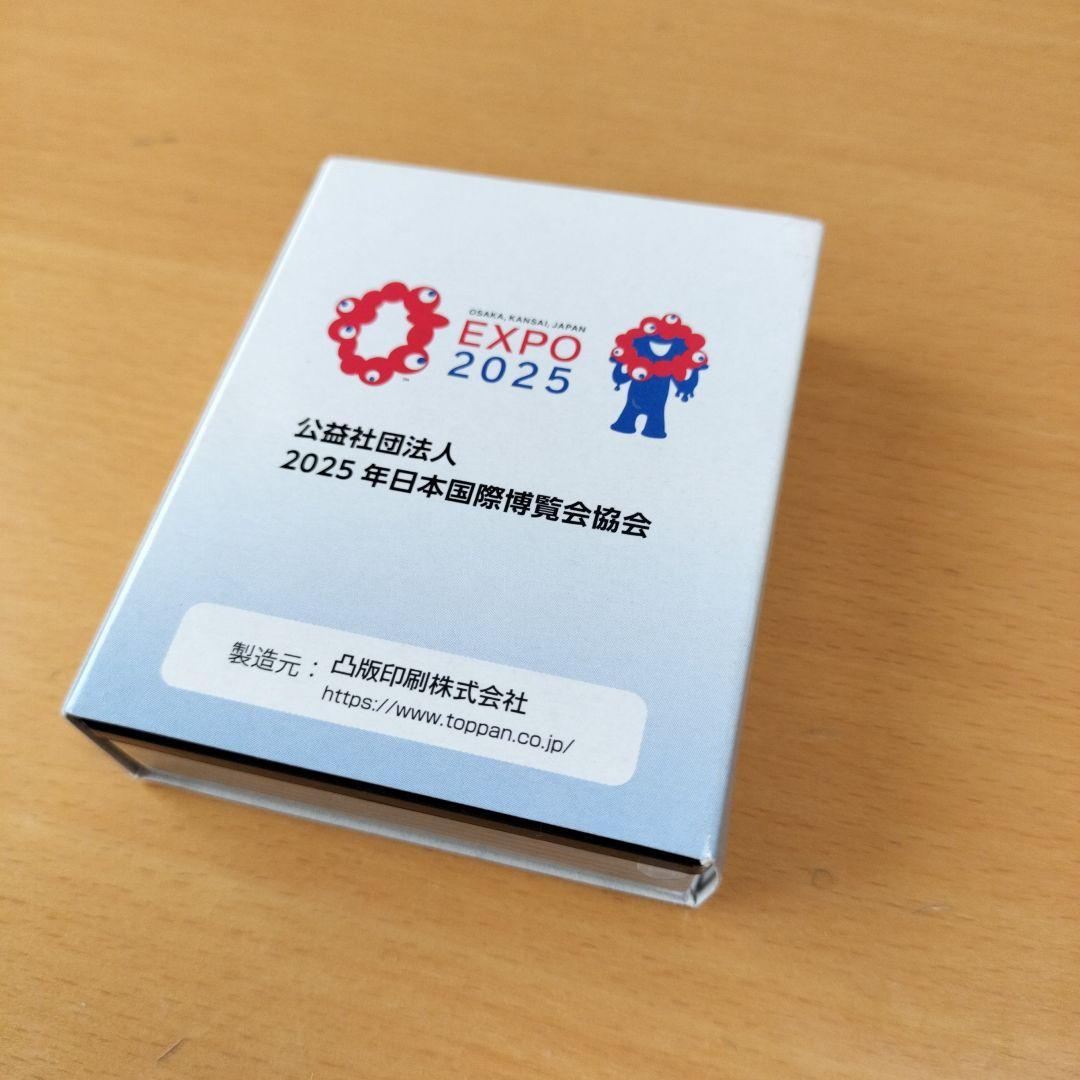 OSAKA, KANSAI, JAPAN
EXPO
2025
公益社団法人
2025 年日本国際博覧会協会
製造元：凸版印刷株式会社
https://www.toppan.co.jp/